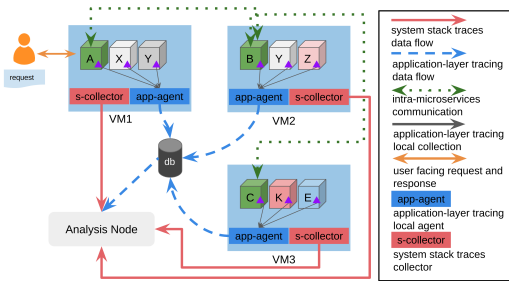 request
A X Y
s-collector app-agent
VM1
B Y Z
app-agent s-collector
VM2
db
C K E
app-agent s-collector
VM3
Analysis Node
system stack traces
data flow
application-layer tracing
data flow
intra-microservices
communication
application-layer tracing
local collection
user facing request and
response
app-agent
application-layer tracing
local agent
s-collector
system stack traces
collector